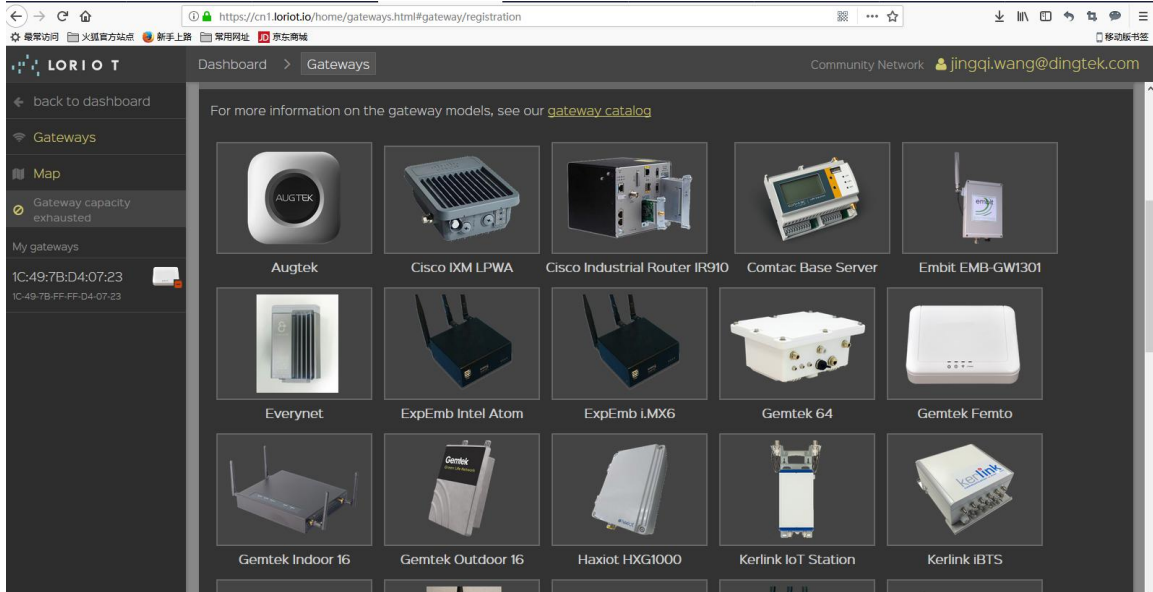 https://cn1.loriot.io/home/gateways.html#gateway/registration
最常访问 火狐官方站点 新手上路 常用网址 JD 京东商城 移动版书签
LORIOT Dashboard > Gateways Community Network jingqi.wang@dingtek.com
back to dashboard
Gateways
Map
Gateway capacity
exhausted
My gateways
1C:49:7B:D4:07:23
1C-49-7B-FF-FF-D4-07-23
For more information on the gateway models, see our gateway catalog
AUGTEK
embit
Augtek Cisco IXM LPWA Cisco Industrial Router IR910 Comtac Base Server Embit EMB-GW1301
Everynet ExpEmb Intel Atom ExpEmb i.MX6 Gemtek 64 Gemtek Femto
Gemtek
kerlink
Gemtek Indoor 16 Gemtek Outdoor 16 Haxiot HXG1000 Kerlink IoT Station Kerlink iBTS